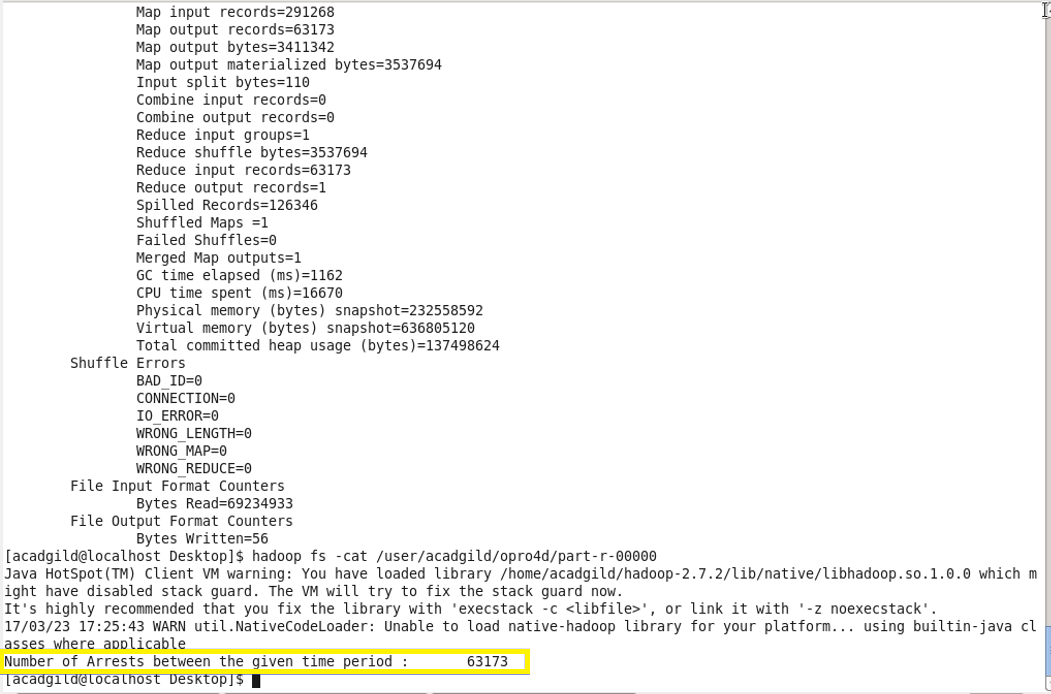 Map input records=291268
Map output records=63173
Map output bytes=3411342
Map output materialized bytes=3537694
Input split bytes=110
Combine input records=0
Combine output records=0
Reduce input groups=1
Reduce shuffle bytes=3537694
Reduce input records=63173
Reduce output records=1
Spilled Records=126346
Shuffled Maps =1
Failed Shuffles=0
Merged Map outputs=1
GC time elapsed (ms)=1162
CPU time spent (ms)=16670
Physical memory (bytes) snapshot=232558592
Virtual memory (bytes) snapshot=636805120
Total committed heap usage (bytes)=137498624
Shuffle Errors
BAD_ID=0
CONNECTION=0
IO_ERROR=0
WRONG_LENGTH=0
WRONG_MAP=0
WRONG_REDUCE=0
File Input Format Counters
Bytes Read=69234933
File Output Format Counters
Bytes Written=56
[acadgild@localhost Desktop]$ hadoop fs -cat /user/acadgild/opro4d/part-r-00000
Java HotSpot(TM) Client VM warning: You have loaded library /home/acadgild/hadoop-2.7.2/lib/native/libhadoop.so.1.0.0 which m
ight have disabled stack guard. The VM will try to fix the stack guard now.
It's highly recommended that you fix the library with 'execstack -c <libfile>', or link it with '-z noexecstack'.
17/03/23 17:25:43 WARN util.NativeCodeLoader: Unable to load native-hadoop library for your platform... using builtin-java cl
asses where applicable
Number of Arrests between the given time period :       63173
[acadgild@localhost Desktop]$